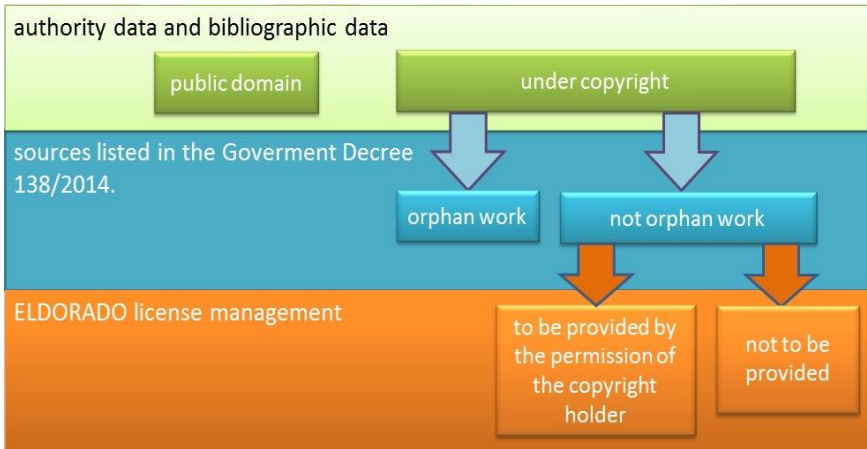 authority data and bibliographic data
public domain
under copyright
sources listed in the Goverment Decree
138/2014.
orphan work
not orphan work
ELDORADO license management
to be provided by
the permission of
the copyright
holder
not to be
provided